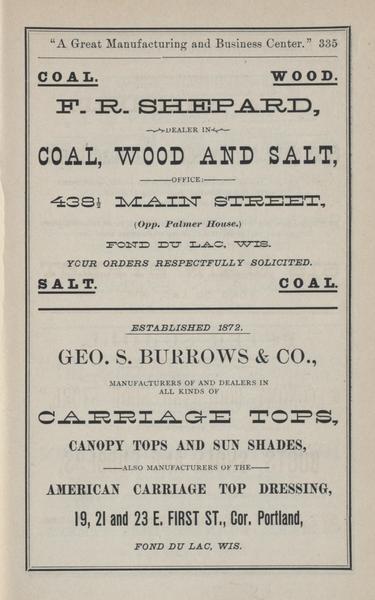 "A Great Manufacturing and Business Center." 335
COAL. WOOD.
F. R. SHEPARD,
DEALER IN
COAL, WOOD AND SALT,
OFFICE:
438½ MAIN STREET,
(Opp. Palmer House.)
FOND DU LAC, WIS.
YOUR ORDERS RESPECTFULLY SOLICITED.
SALT. COAL.
ESTABLISHED 1872.
GEO. S. BURROWS & CO.,
MANUFACTURERS OF AND DEALERS IN
ALL KINDS OF
CARRIAGE TOPS,
CANOPY TOPS AND SUN SHADES,
ALSO MANUFACTURERS OF THE
AMERICAN CARRIAGE TOP DRESSING,
19, 21 and 23 E. FIRST ST., Cor. Portland,
FOND DU LAC, WIS.